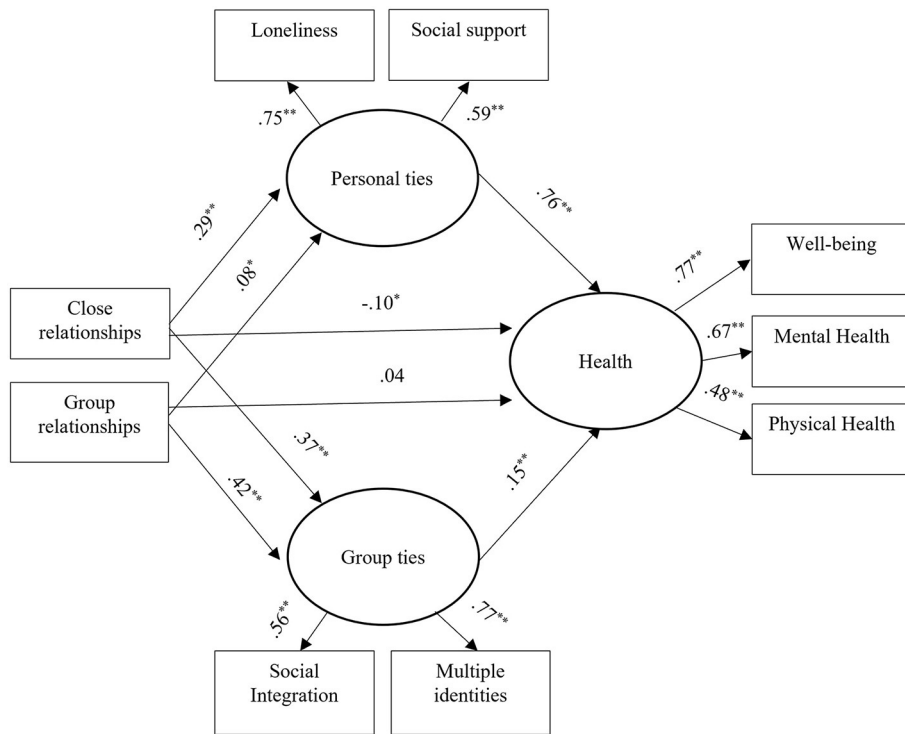 Loneliness
Social support
.75**
.59**
Personal ties
.76**
.29**
.08*
Well-being
.77**
Close
relationships
-.10*
Mental Health
.67**
Health
.04
Group
relationships
.48**
Physical Health
.37**
.42**
.15**
Group ties
.56**
.77**
Social
Integration
Multiple
identities